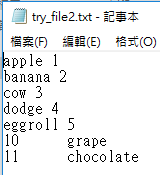 try_file2.txt - 記事本
檔案(F) 編輯(E) 格式(O)
apple 1
banana 2
cow 3
dodge 4
eggroll 5
10 grape
11 chocolate